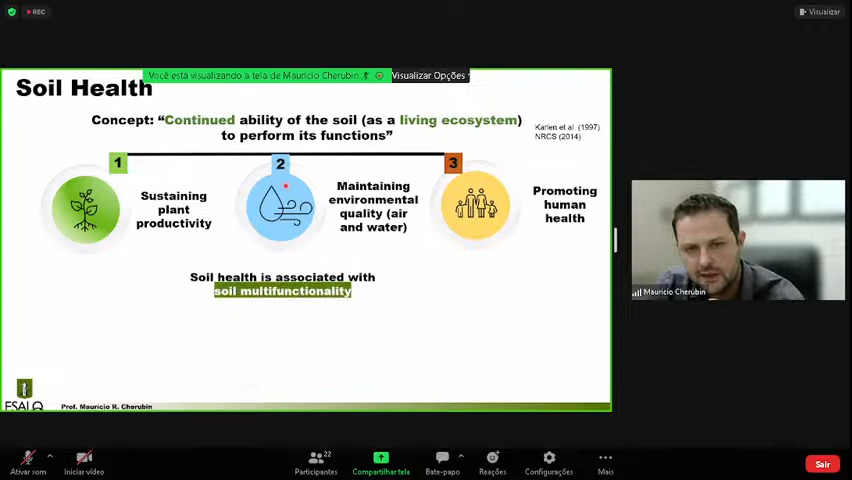 REC
Visualizar
Você está visualizando a tela de Mauricio Cherubin
Visualizar Opções
Soil Health
Concept: “Continued ability of the soil (as a living ecosystem)
to perform its functions”
Karlen et al. (1997)
NRCS (2014)
1
2
3
Sustaining
plant
productivity
Maintaining
environmental
quality (air
and water)
Promoting
human
health
Soil health is associated with
soil multifunctionality
Mauricio Cherubin
ESALQ
Prof. Mauricio R. Cherubin
22
Ativar som
Iniciar vídeo
Participantes
Compartilhar tela
Bate-papo
Reações
Configurações
Mais
Sair